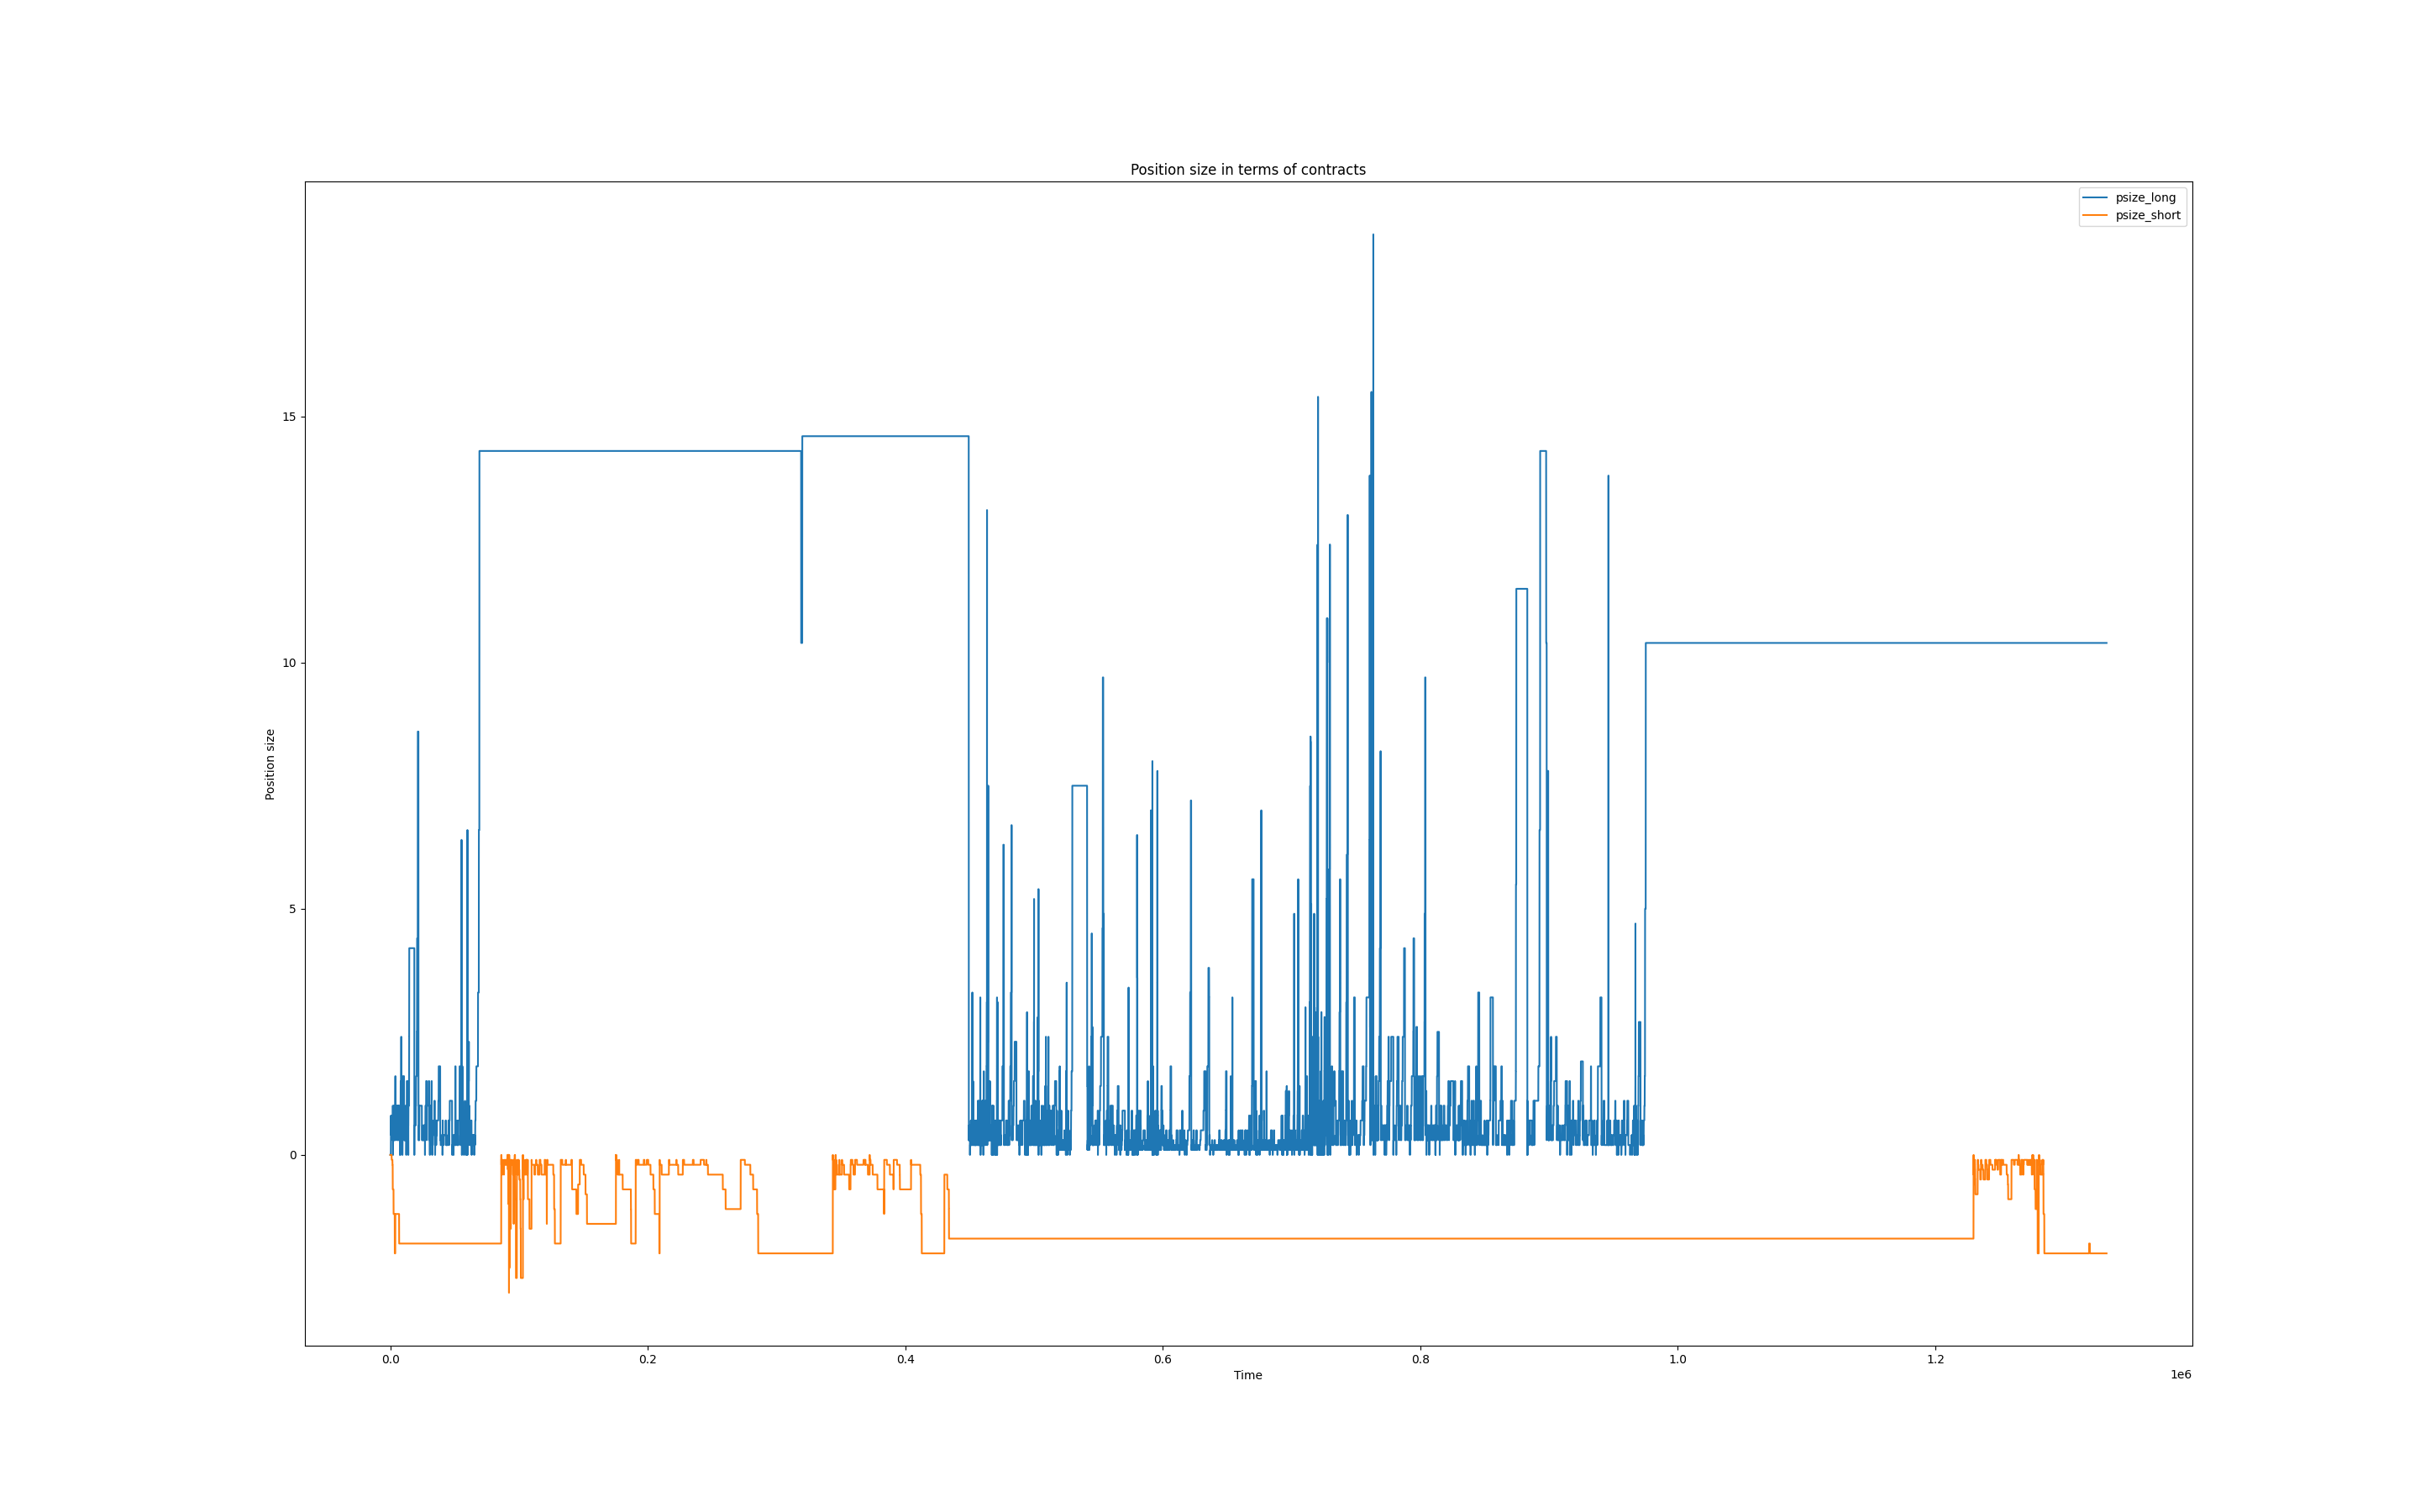 Position size in terms of contracts
psize_long
psize_short
15
10
5
0
Position size
0.0 0.2 0.4 0.6 0.8 1.0 1.2
Time
1e6